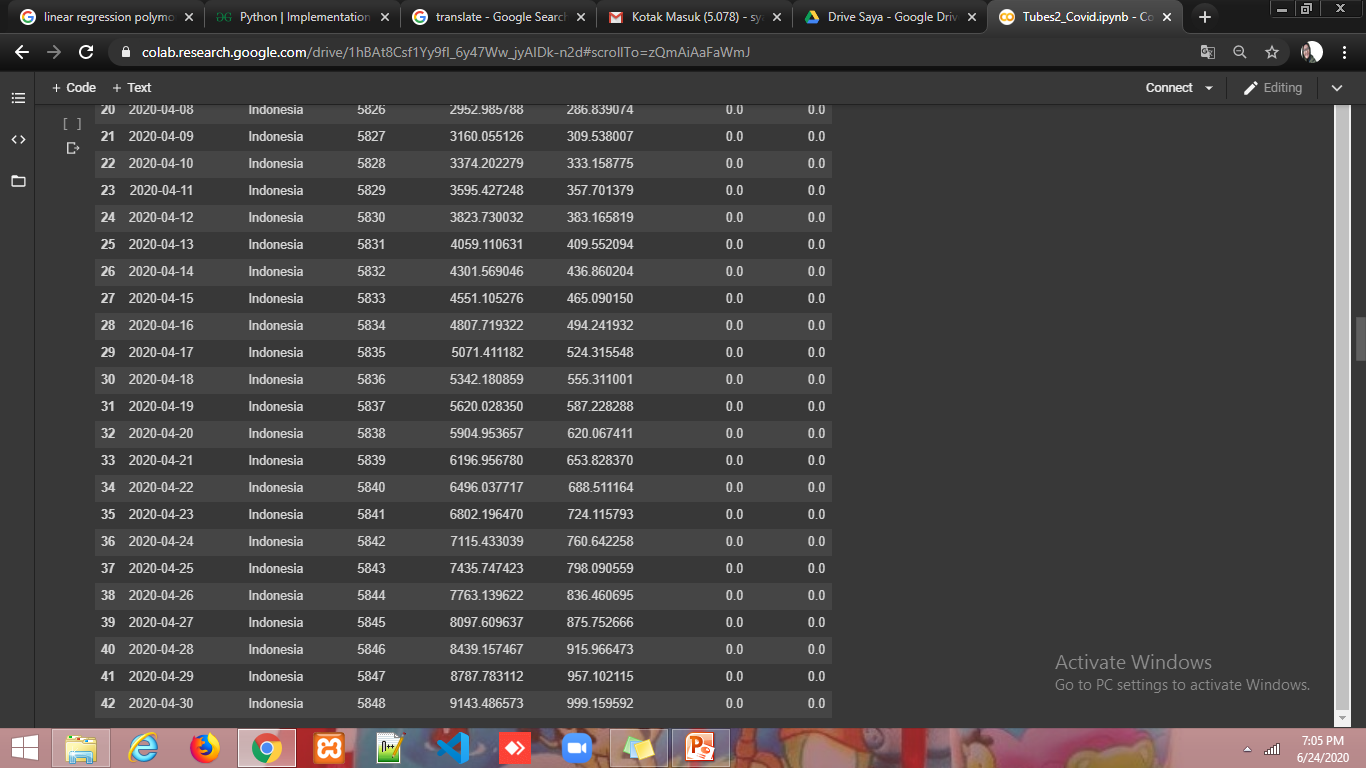 linear regression polymo
Python | Implementation
translate - Google Search
Kotak Masuk (5.078) - sya
Drive Saya - Google Drive
Tubes2_Covid.ipynb - Co
colab.research.google.com/drive/1hBAt8Csf1Yy9fl_6y47Ww_jyAIDk-n2d#scrollTo=zQmAiAaFaWmJ
+ Code + Text
Connect
Editing
[ ]
20 2020-04-08 Indonesia 5826 2952.985788 286.839074 0.0 0.0
21 2020-04-09 Indonesia 5827 3160.055126 309.538007 0.0 0.0
22 2020-04-10 Indonesia 5828 3374.202279 333.158775 0.0 0.0
23 2020-04-11 Indonesia 5829 3595.427248 357.701379 0.0 0.0
24 2020-04-12 Indonesia 5830 3823.730032 383.165819 0.0 0.0
25 2020-04-13 Indonesia 5831 4059.110631 409.552094 0.0 0.0
26 2020-04-14 Indonesia 5832 4301.569046 436.860204 0.0 0.0
27 2020-04-15 Indonesia 5833 4551.105276 465.090150 0.0 0.0
28 2020-04-16 Indonesia 5834 4807.719322 494.241932 0.0 0.0
29 2020-04-17 Indonesia 5835 5071.411182 524.315548 0.0 0.0
30 2020-04-18 Indonesia 5836 5342.180859 555.311001 0.0 0.0
31 2020-04-19 Indonesia 5837 5620.028350 587.228288 0.0 0.0
32 2020-04-20 Indonesia 5838 5904.953657 620.067411 0.0 0.0
33 2020-04-21 Indonesia 5839 6196.956780 653.828370 0.0 0.0
34 2020-04-22 Indonesia 5840 6496.037717 688.511164 0.0 0.0
35 2020-04-23 Indonesia 5841 6802.196470 724.115793 0.0 0.0
36 2020-04-24 Indonesia 5842 7115.433039 760.642258 0.0 0.0
37 2020-04-25 Indonesia 5843 7435.747423 798.090559 0.0 0.0
38 2020-04-26 Indonesia 5844 7763.139622 836.460695 0.0 0.0
39 2020-04-27 Indonesia 5845 8097.609637 875.752666 0.0 0.0
40 2020-04-28 Indonesia 5846 8439.157467 915.966473 0.0 0.0
41 2020-04-29 Indonesia 5847 8787.783112 957.102115 0.0 0.0
42 2020-04-30 Indonesia 5848 9143.486573 999.159592 0.0 0.0
Activate Windows
Go to PC settings to activate Windows.
7:05 PM
6/24/2020